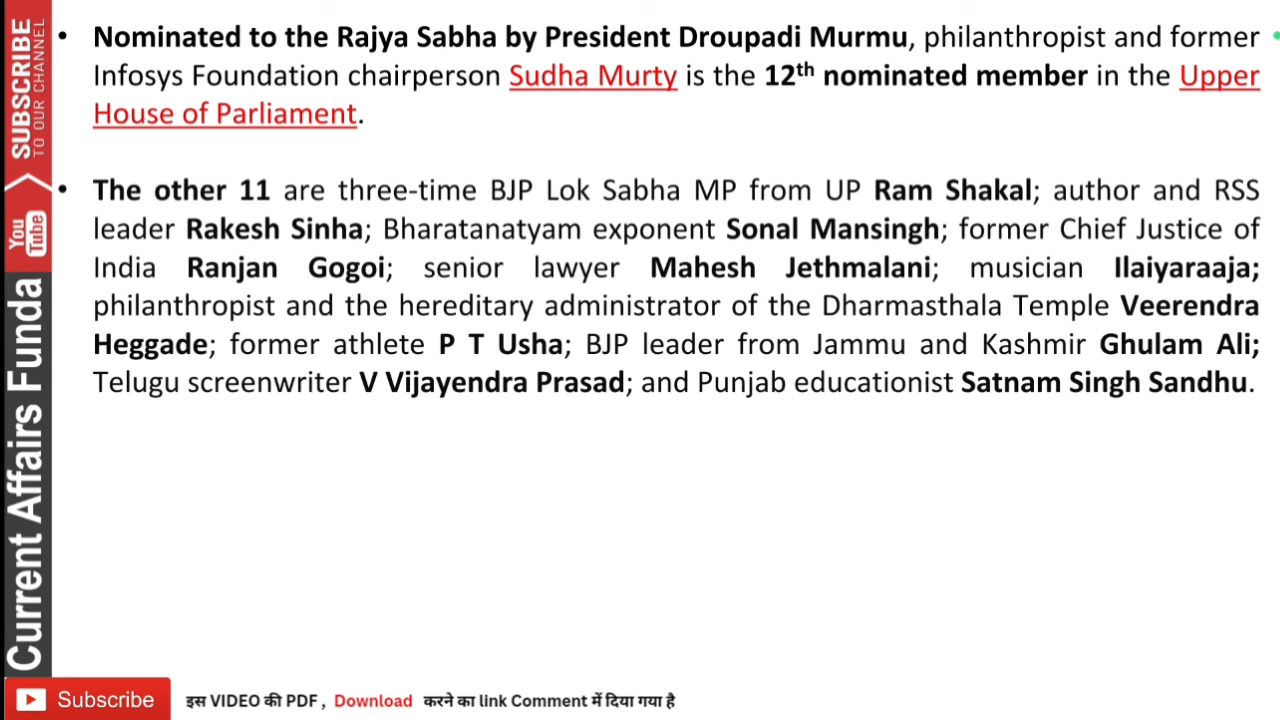 SUBSCRIBE
TO OUR CHANNEL
You
Tube
Current Affairs Funda
• Nominated to the Rajya Sabha by President Droupadi Murmu, philanthropist and former
Infosys Foundation chairperson Sudha Murty is the 12th nominated member in the Upper
House of Parliament.
• The other 11 are three-time BJP Lok Sabha MP from UP Ram Shakal; author and RSS
leader Rakesh Sinha; Bharatanatyam exponent Sonal Mansingh; former Chief Justice of
India Ranjan Gogoi; senior lawyer Mahesh Jethmalani; musician Ilaiyaraaja;
philanthropist and the hereditary administrator of the Dharmasthala Temple Veerendra
Heggade; former athlete P T Usha; BJP leader from Jammu and Kashmir Ghulam Ali;
Telugu screenwriter V Vijayendra Prasad; and Punjab educationist Satnam Singh Sandhu.
Subscribe
इस VIDEO की PDF , Download करने का link Comment में दिया गया है